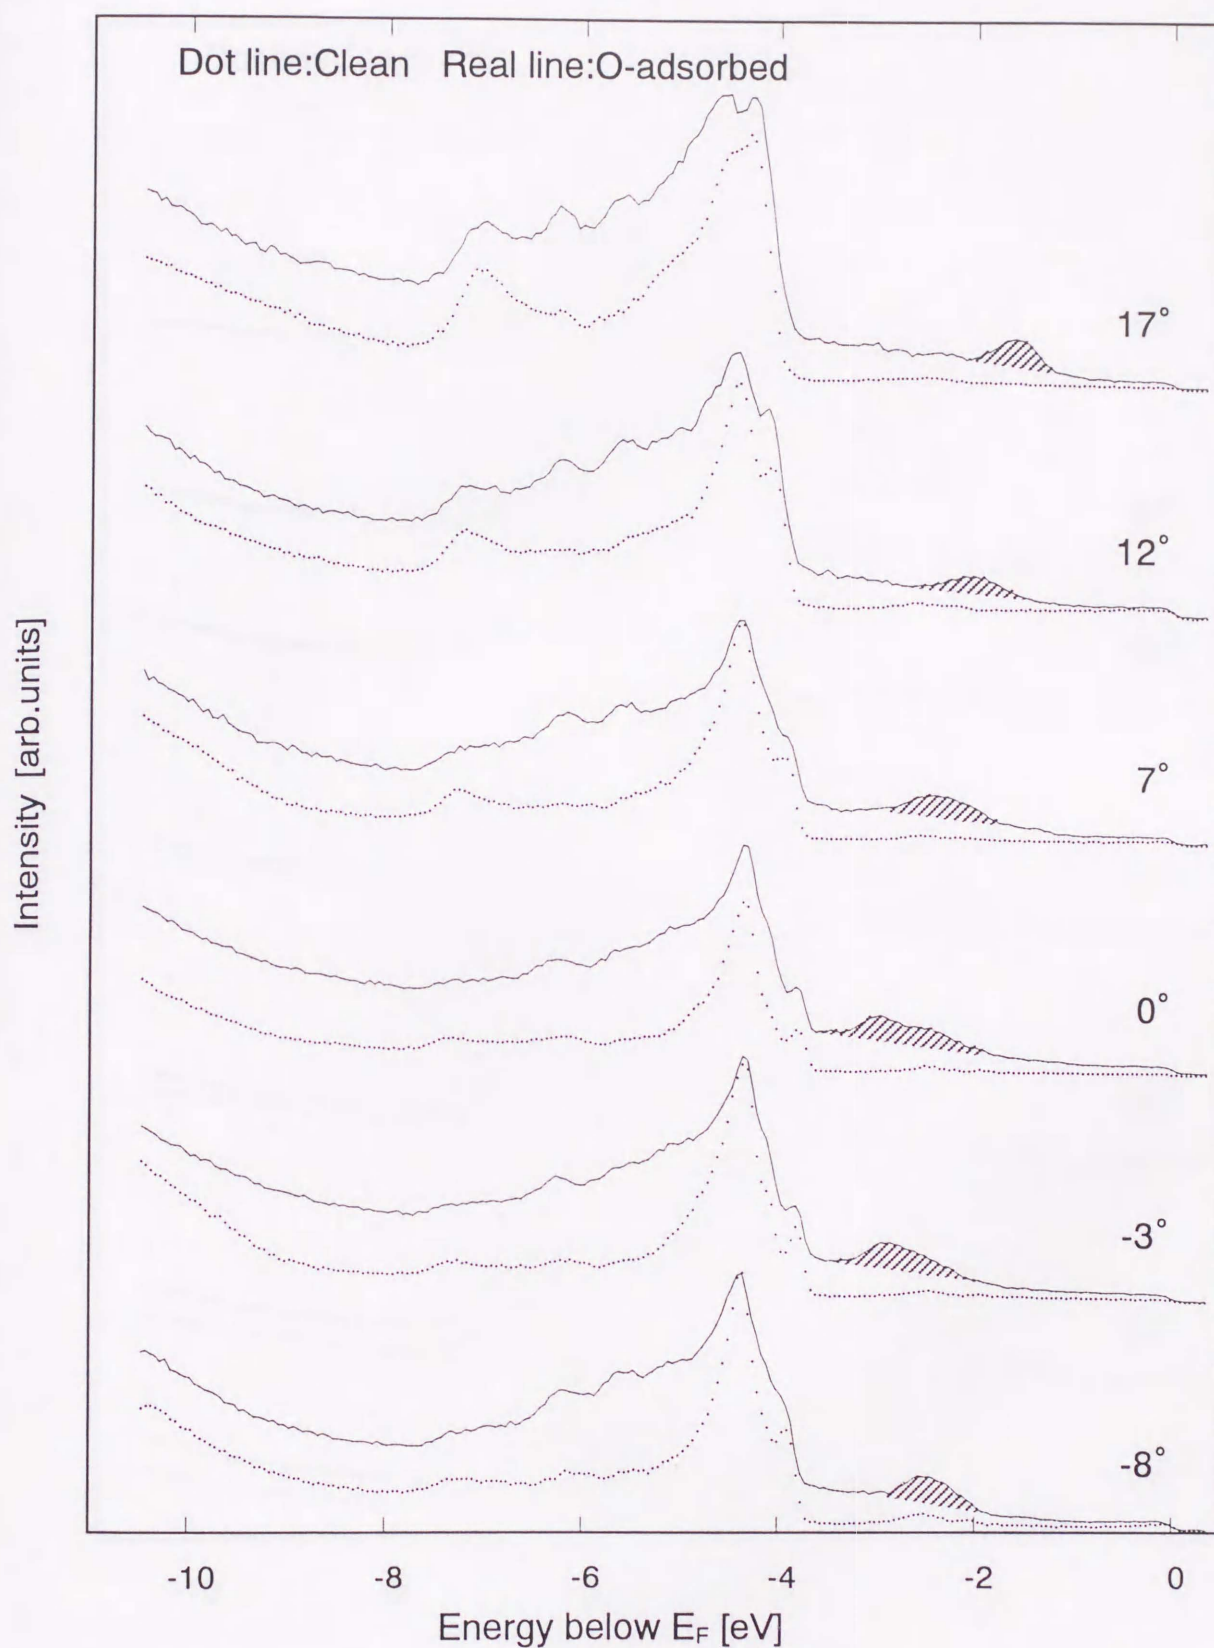 Dot line:Clean Real line:O-adsorbed
17°
12°
7°
0°
-3°
-8°
Intensity [arb.units]
-10 -8 -6 -4 -2 0
Energy below EF [eV]